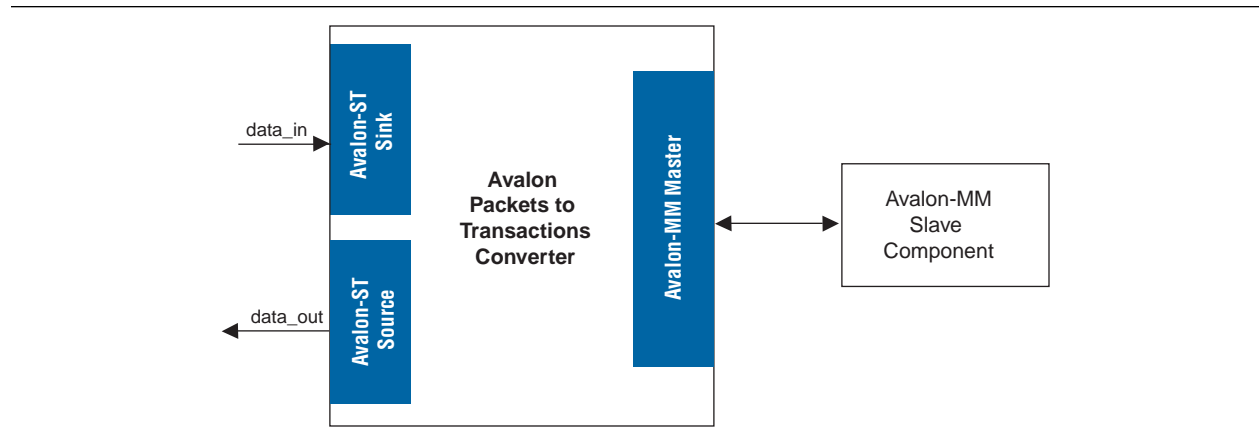 data_in
Avalon-ST
Sink
Avalon
Packets to
Transactions
Converter
Avalon-MM Master
Avalon-MM
Slave
Component
data_out
Avalon-ST
Source